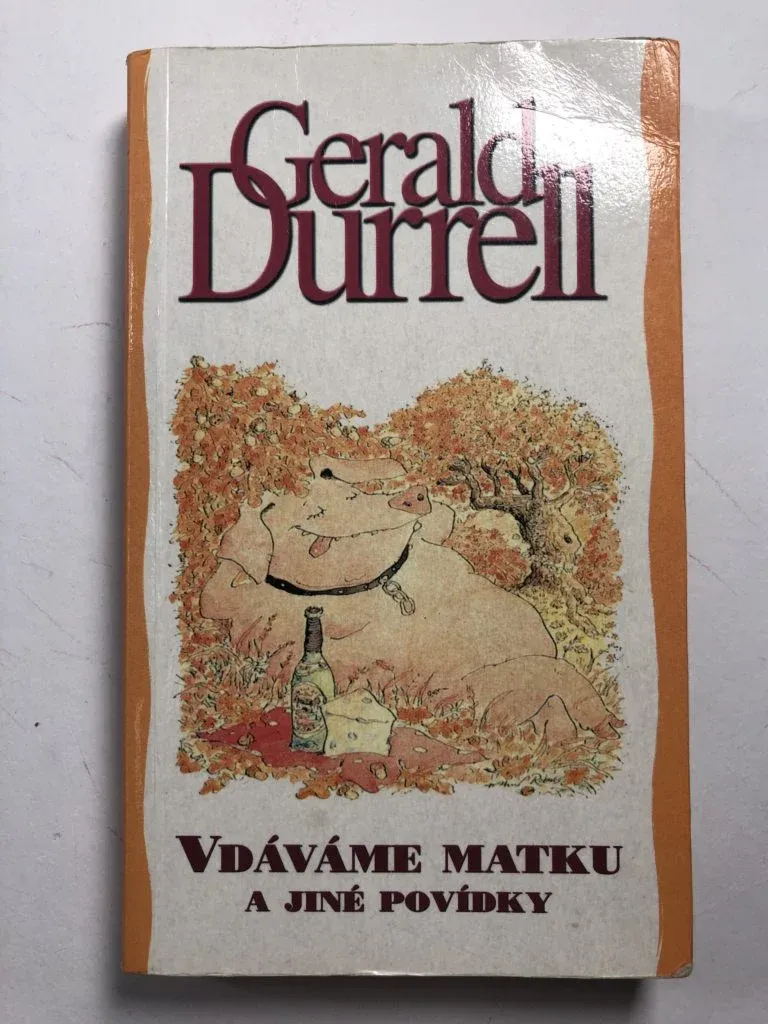 Gerald
Durrell
VDÁVÁME MATKU
A JINÉ POVÍDKY